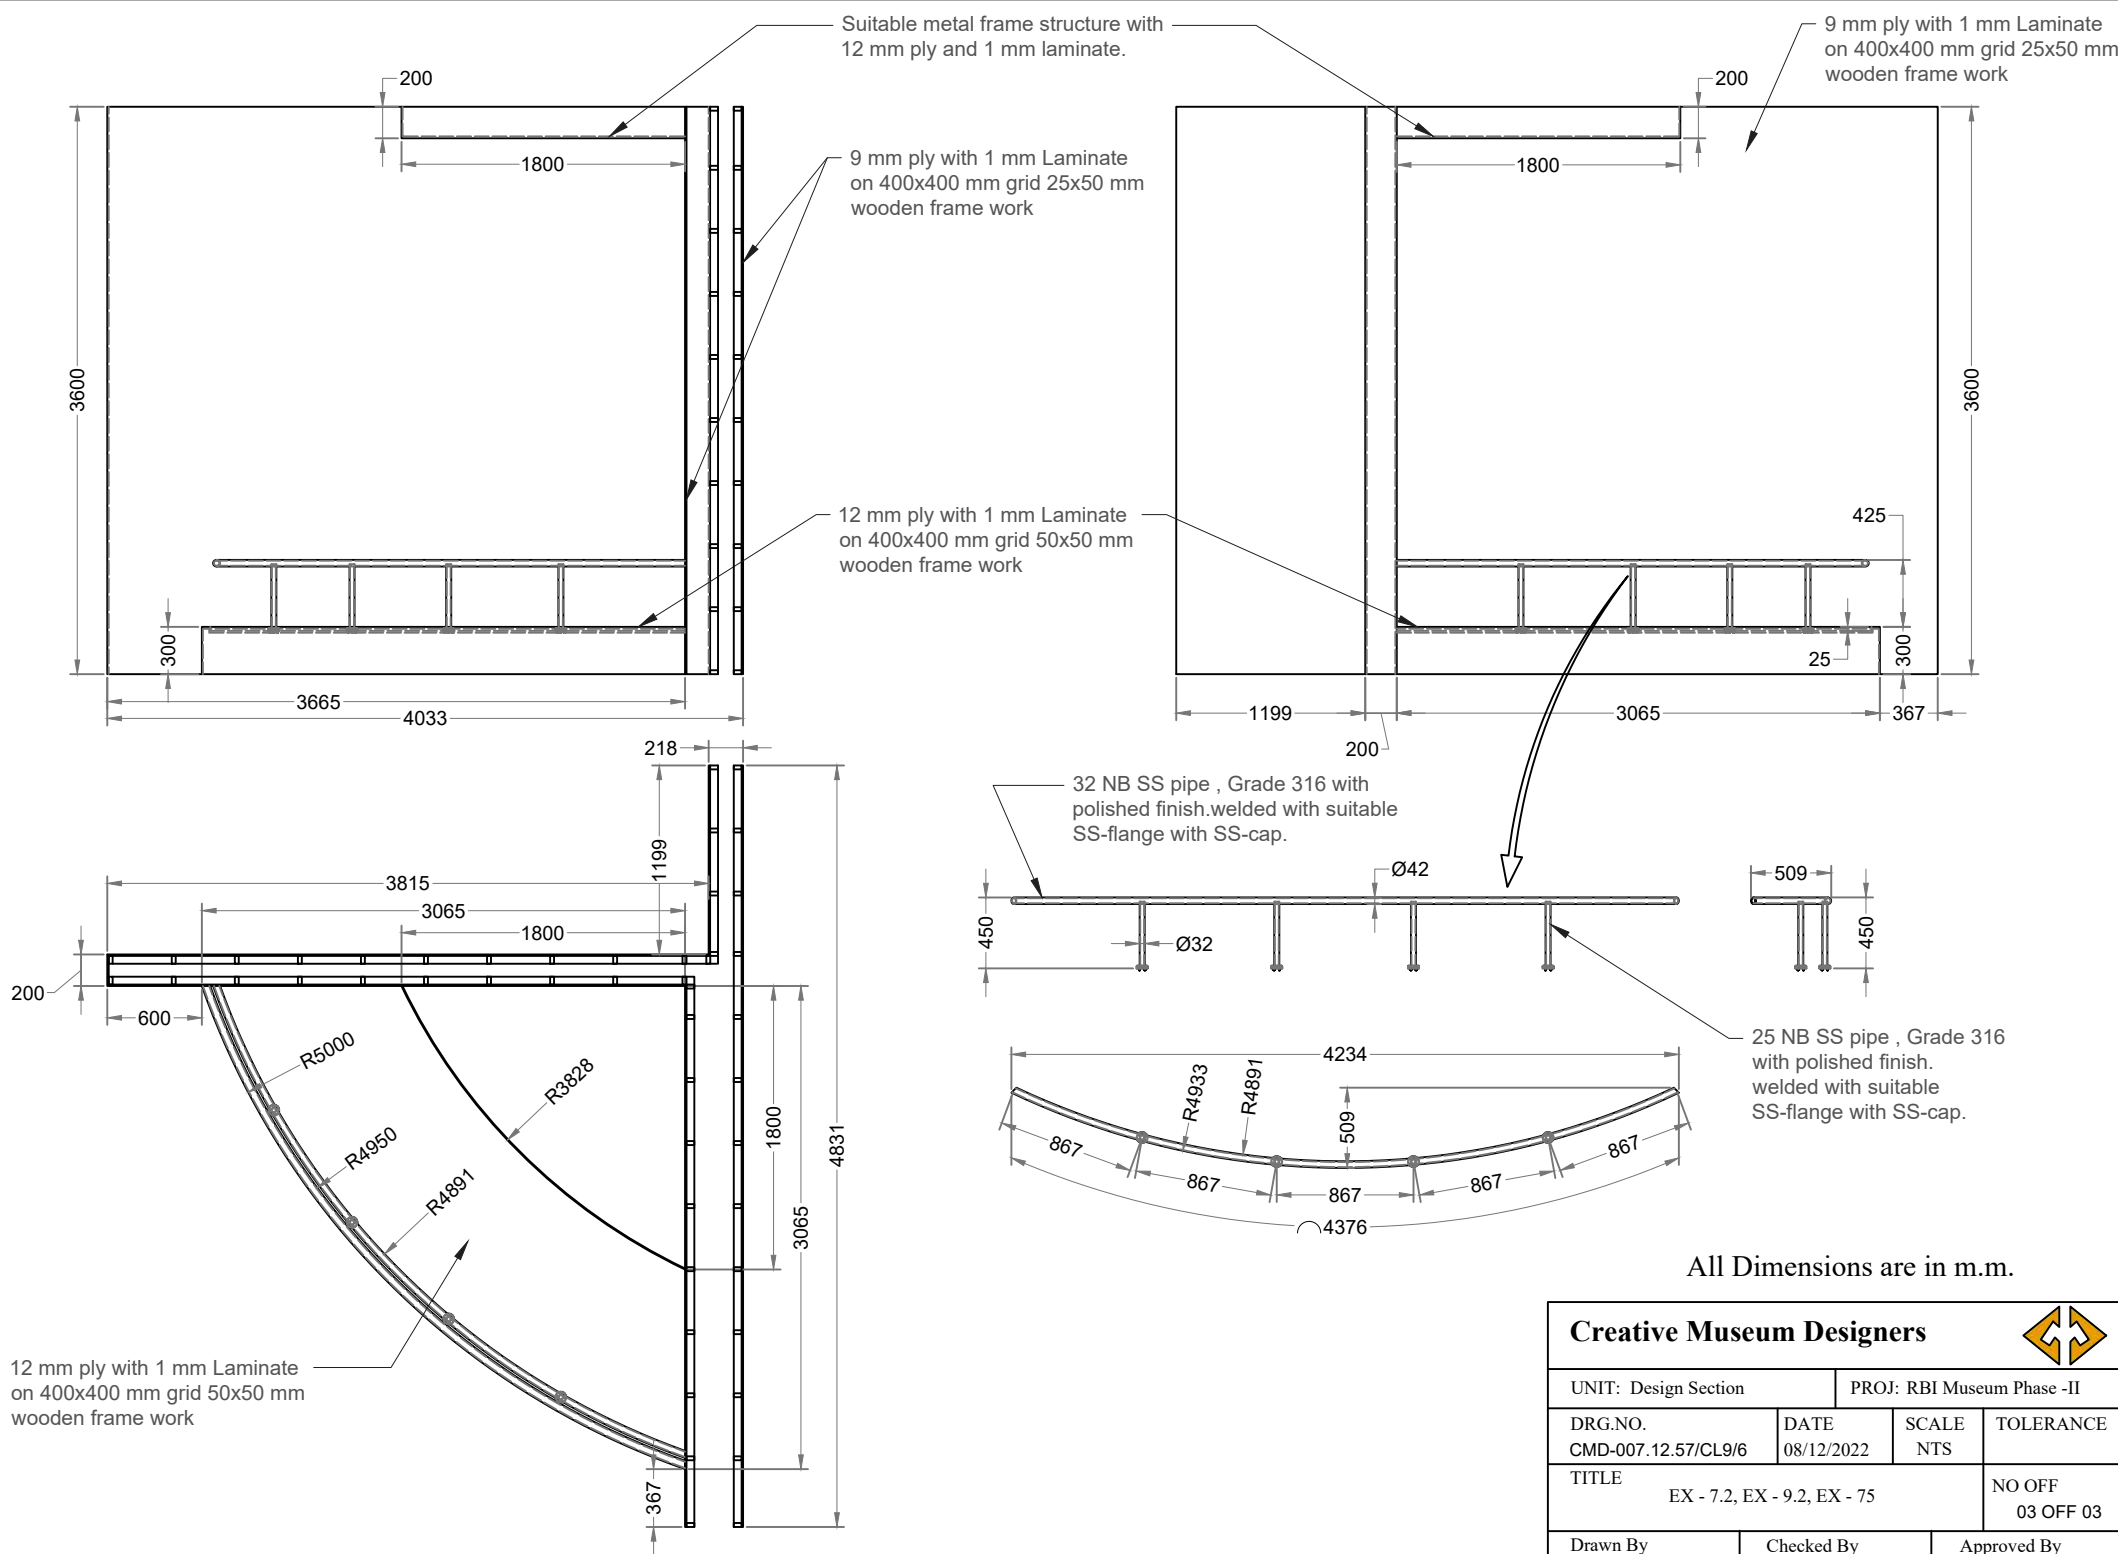 Suitable metal frame structure with
12 mm ply and 1 mm laminate.
9 mm ply with 1 mm Laminate
on 400x400 mm grid 25x50 mm
wooden frame work
200
1800
3600
9 mm ply with 1 mm Laminate
on 400x400 mm grid 25x50 mm
wooden frame work
12 mm ply with 1 mm Laminate
on 400x400 mm grid 50x50 mm
wooden frame work
300
3665
4033
200
1800
3600
425
25
300
1199
200
3065
367
218
1199
3815
3065
1800
200
600
R5000
R4950
R4891
R3828
1800
3065
4831
367
12 mm ply with 1 mm Laminate
on 400x400 mm grid 50x50 mm
wooden frame work
32 NB SS pipe , Grade 316 with
polished finish.welded with suitable
SS-flange with SS-cap.
Ø42
450
Ø32
509
450
25 NB SS pipe , Grade 316
with polished finish.
welded with suitable
SS-flange with SS-cap.
4234
R4933
R4891
509
867
867
867
867
867
4376
All Dimensions are in m.m.
Creative Museum Designers
UNIT: Design Section
PROJ: RBI Museum Phase -II
DRG.NO.
CMD-007.12.57/CL9/6
DATE
08/12/2022
SCALE
NTS
TOLERANCE
TITLE
EX - 7.2, EX - 9.2, EX - 75
NO OFF
03 OFF 03
Drawn By
Checked By
Approved By